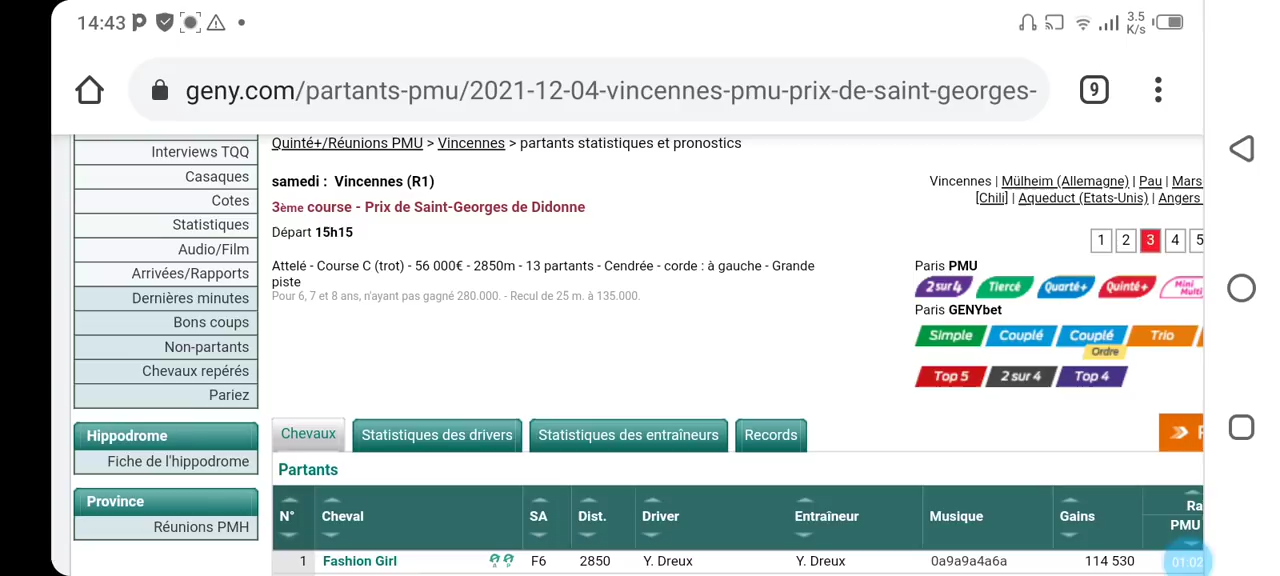 14:43
3.5 K/s
geny.com/partants-pmu/2021-12-04-vincennes-pmu-prix-de-saint-georges-
9
Interviews TQQ
Casaques
Cotes
Statistiques
Audio/Film
Arrivées/Rapports
Dernières minutes
Bons coups
Non-partants
Chevaux repérés
Pariez
Hippodrome
Fiche de l'hippodrome
Province
Réunions PMH
Quinté+/Réunions PMU > Vincennes > partants statistiques et pronostics
samedi : Vincennes (R1)
3ème course - Prix de Saint-Georges de Didonne
Départ 15h15
Attelé - Course C (trot) - 56 000€ - 2850m - 13 partants - Cendrée - corde : à gauche - Grande
piste
Pour 6, 7 et 8 ans, n'ayant pas gagné 280.000. - Recul de 25 m. à 135.000.
Vincennes | Mülheim (Allemagne) | Pau | Mars
[Chili] | Aqueduct (Etats-Unis) | Angers
1 2 3 4 5
Paris PMU
2 sur 4 Tiercé Quarté+ Quinté+ Mini Multi
Paris GENYbet
Simple Couplé Couplé Ordre Trio
Top 5 2 sur 4 Top 4
Chevaux Statistiques des drivers Statistiques des entraîneurs Records
Partants
N° Cheval SA Dist. Driver Entraîneur Musique Gains Ra
PMU
1 Fashion Girl F6 2850 Y. Dreux Y. Dreux 0a9a9a4a6a 114 530
01:02